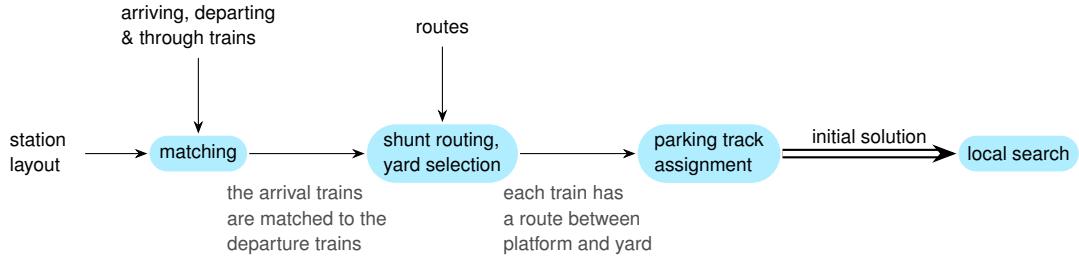 arriving, departing
& through trains
routes
station
layout
matching
shunt routing,
yard selection
parking track
assignment
initial solution
local search
the arrival trains
are matched to the
departure trains
each train has
a route between
platform and yard